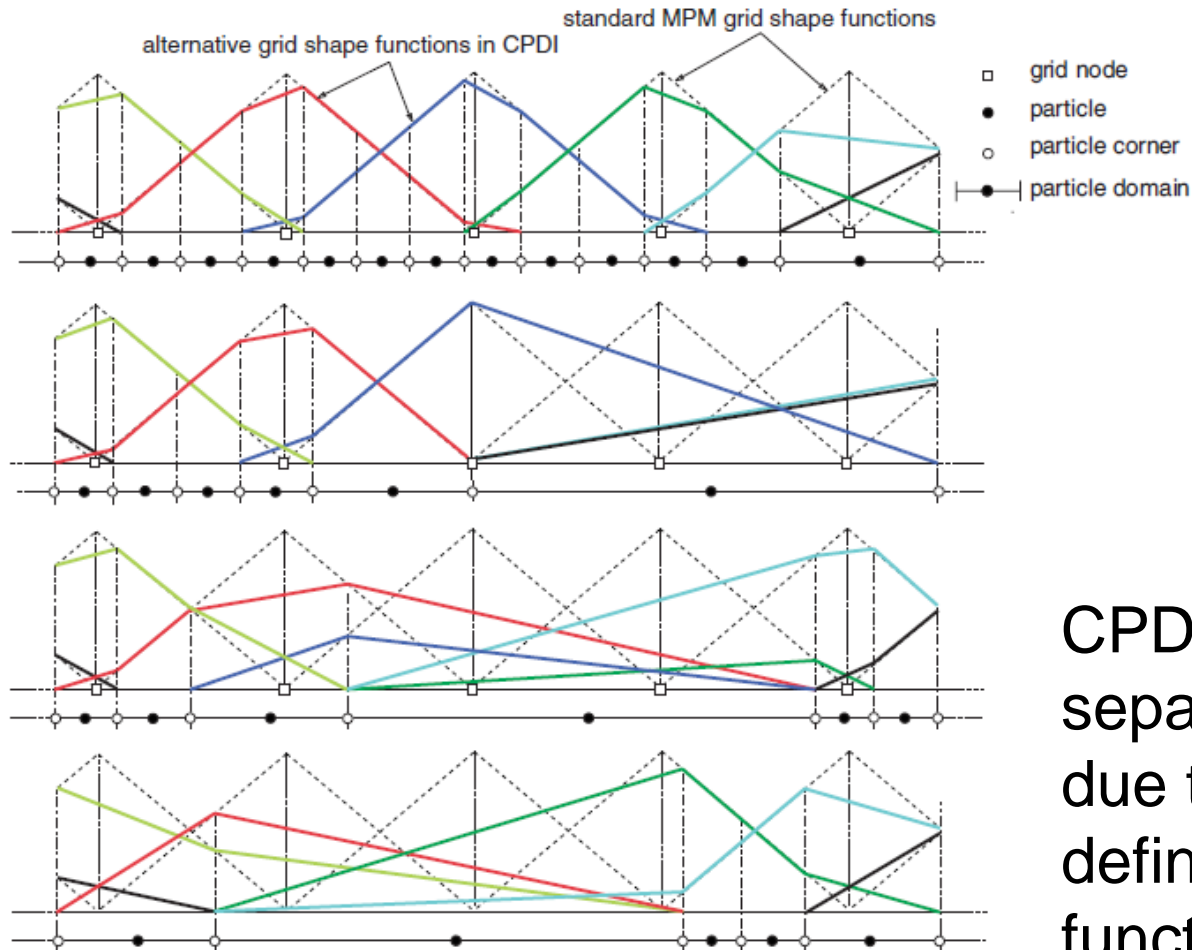 standard MPM grid shape functions
alternative grid shape functions in CPDI
grid node
particle
particle corner
particle domain
CPD
sepa
due
defin
funct